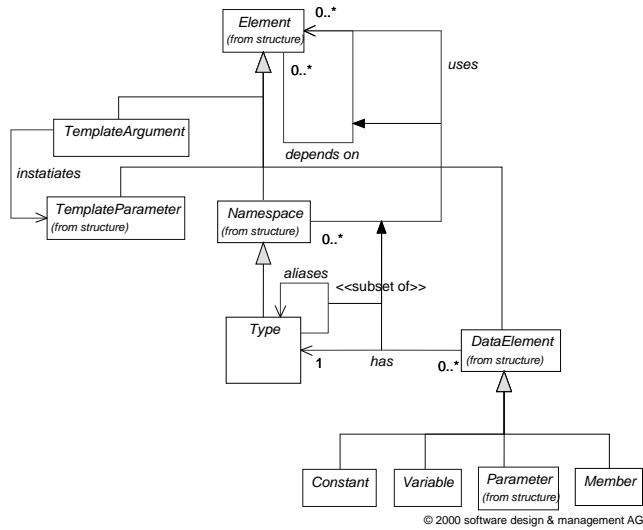 Element
(from structure)
0..*
0..*
uses
TemplateArgument
depends on
instatiates
TemplateParameter
(from structure)
Namespace
(from structure)
0..*
aliases
<<subset of>>
Type
1
has
0..*
DataElement
(from structure)
Constant
Variable
Parameter
(from structure)
Member
© 2000 software design & management AG